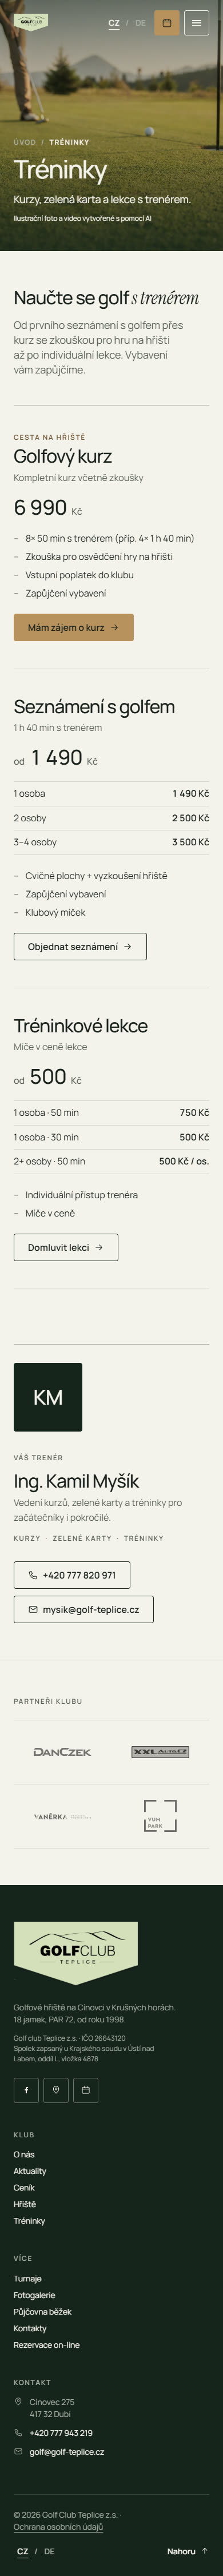 GOLFCLUB
TEPLICE
CZ / DE
ÚVOD / TRÉNINKY
Tréninky
Kurzy, zelená karta a lekce s trenérem.
Ilustrační foto a video vytvořené s pomocí AI
Naučte se golf s trenérem
Od prvního seznámení s golfem přes
kurz se zkouškou pro hru na hřišti
až po individuální lekce. Vybavení
vám zapůjčíme.
CESTA NA HŘIŠTĚ
Golfový kurz
Kompletní kurz včetně zkoušky
6 990 Kč
– 8× 50 min s trenérem (příp. 4× 1 h 40 min)
– Zkouška pro osvědčení hry na hřišti
– Vstupní poplatek do klubu
– Zapůjčení vybavení
Mám zájem o kurz →
Seznámení s golfem
1 h 40 min s trenérem
od 1 490 Kč
1 osoba 1 490 Kč
2 osoby 2 500 Kč
3–4 osoby 3 500 Kč
– Cvičné plochy + vyzkoušení hřiště
– Zapůjčení vybavení
– Klubový míček
Objednat seznámení →
Tréninkové lekce
Míče v ceně lekce
od 500 Kč
1 osoba · 50 min 750 Kč
1 osoba · 30 min 500 Kč
2+ osoby · 50 min 500 Kč / os.
– Individuální přístup trenéra
– Míče v ceně
Domluvit lekci →
KM
VÁŠ TRENÉR
Ing. Kamil Myšík
Vedení kurzů, zelené karty a tréninky pro
začátečníky i pokročilé.
KURZY · ZELENÉ KARTY · TRÉNINKY
+420 777 820 971
mysik@golf-teplice.cz
PARTNEŘI KLUBU
DANCZEK
XXL ALTO.CZ
VANĚRKA
VÚHU
PARK
GOLFCLUB
TEPLICE
Golfové hřiště na Cínovci v Krušných horách.
18 jamek, PAR 72, od roku 1998.
Golf club Teplice z.s. · IČO 26643120
Spolek zapsaný u Krajského soudu v Ústí nad
Labem, oddíl L, vložka 4878
KLUB
O nás
Aktuality
Ceník
Hřiště
Tréninky
VÍCE
Turnaje
Fotogalerie
Půjčovna běžek
Kontakty
Rezervace on-line
KONTAKT
Cínovec 275
417 32 Dubí
+420 777 943 219
golf@golf-teplice.cz
© 2026 Golf Club Teplice z.s. ·
Ochrana osobních údajů
CZ / DE
Nahoru ↑